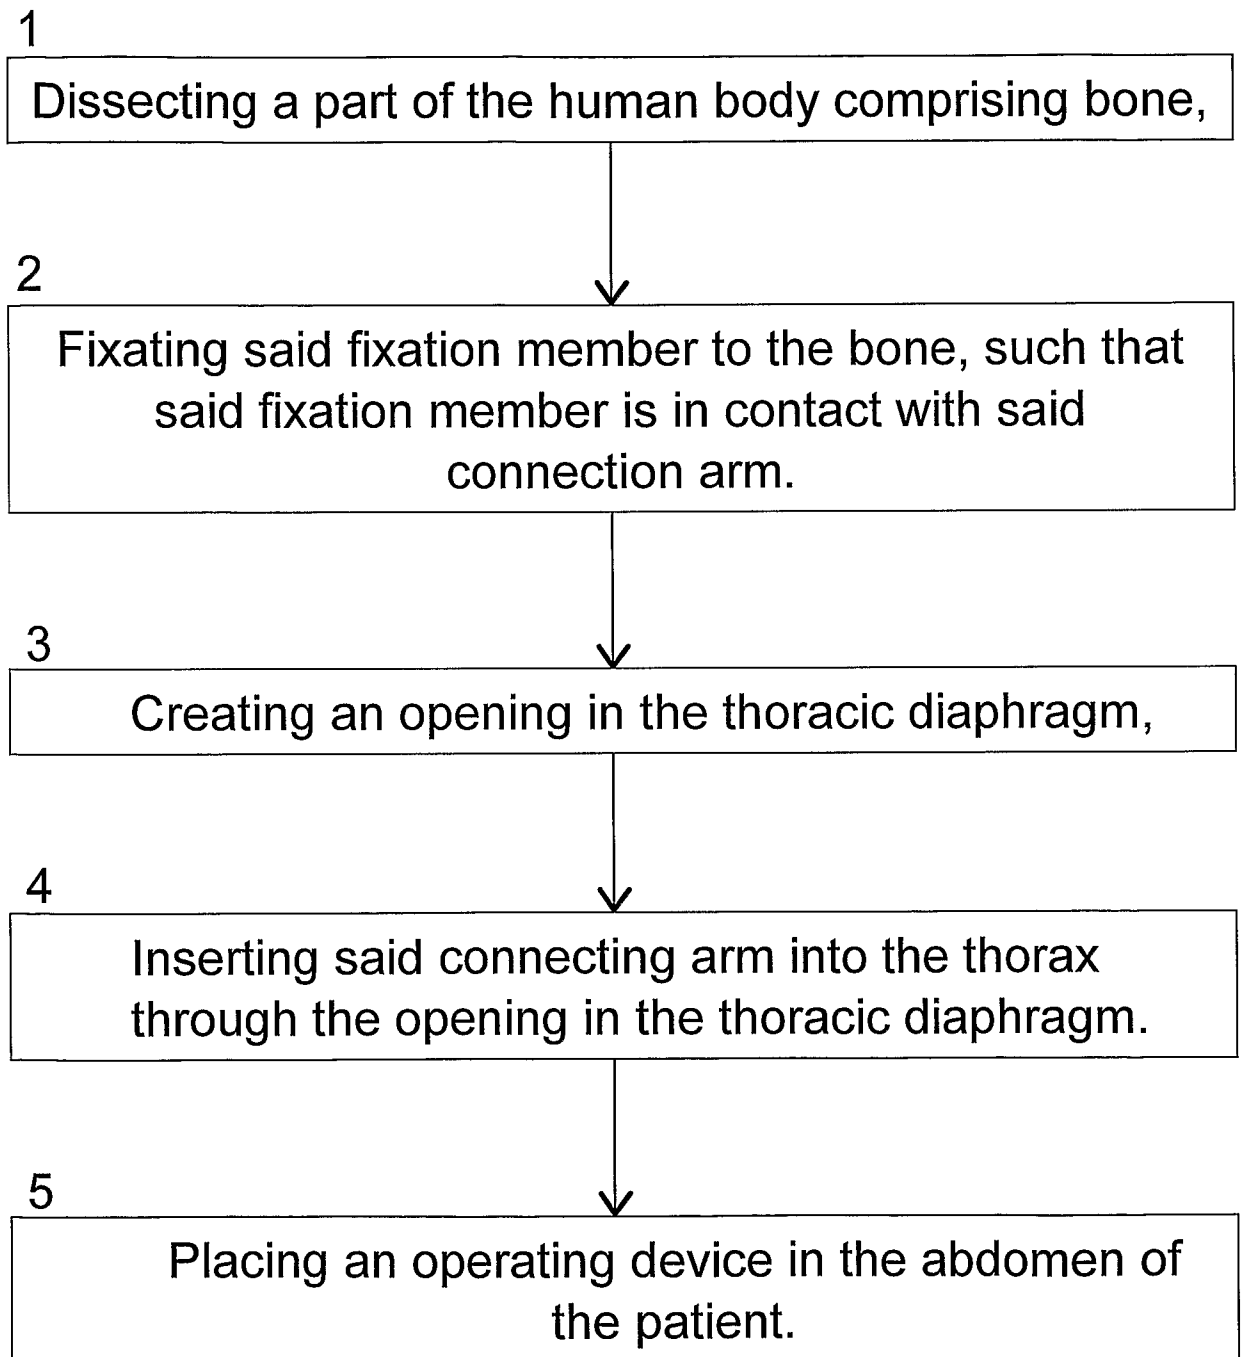 1
Dissecting a part of the human body comprising bone,
2
Fixating said fixation member to the bone, such that
said fixation member is in contact with said
connection arm.
3
Creating an opening in the thoracic diaphragm,
4
Inserting said connecting arm into the thorax
through the opening in the thoracic diaphragm.
5
Placing an operating device in the abdomen of
the patient.